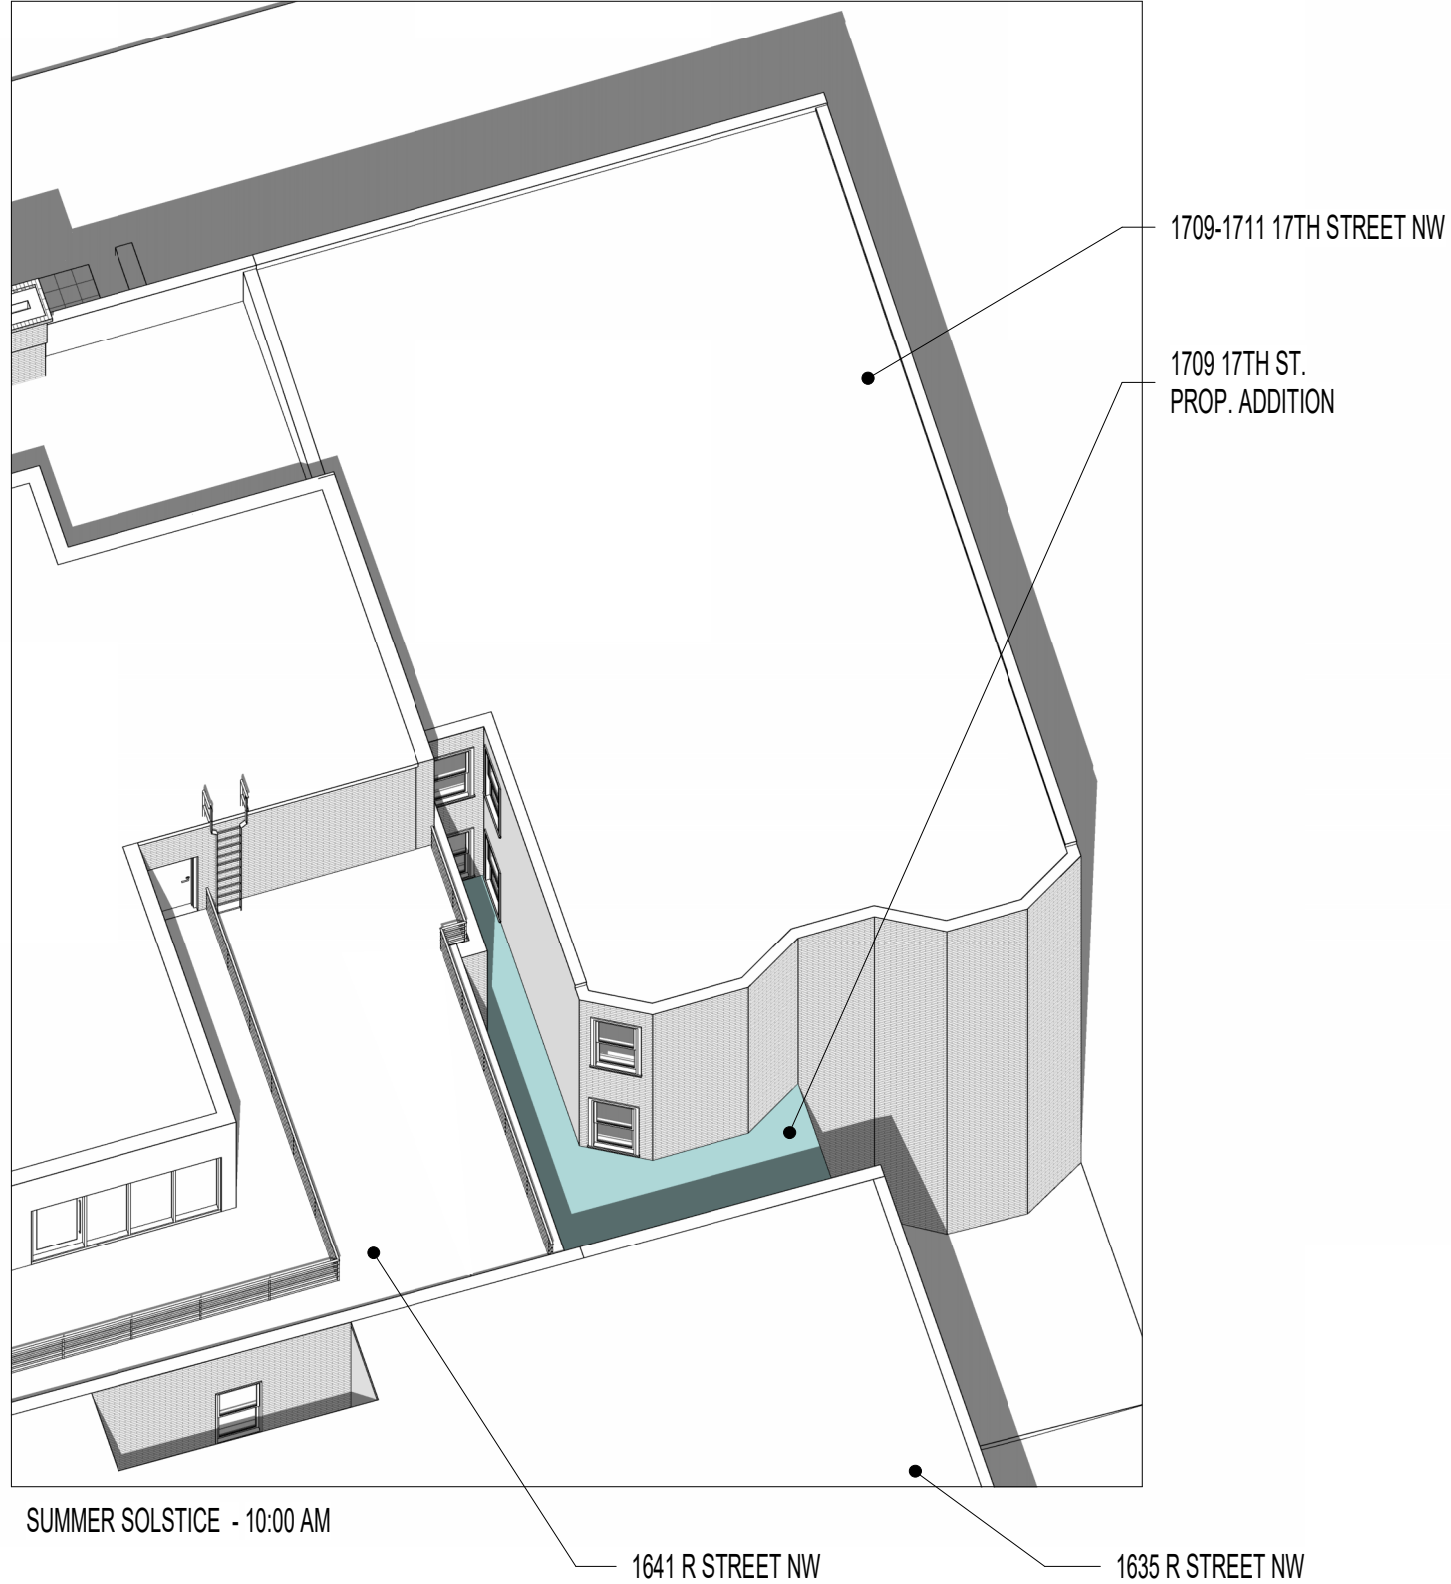 1709-1711 17TH STREET NW
1709 17TH ST.
PROP. ADDITION
SUMMER SOLSTICE - 10:00 AM
1641 R STREET NW
1635 R STREET NW